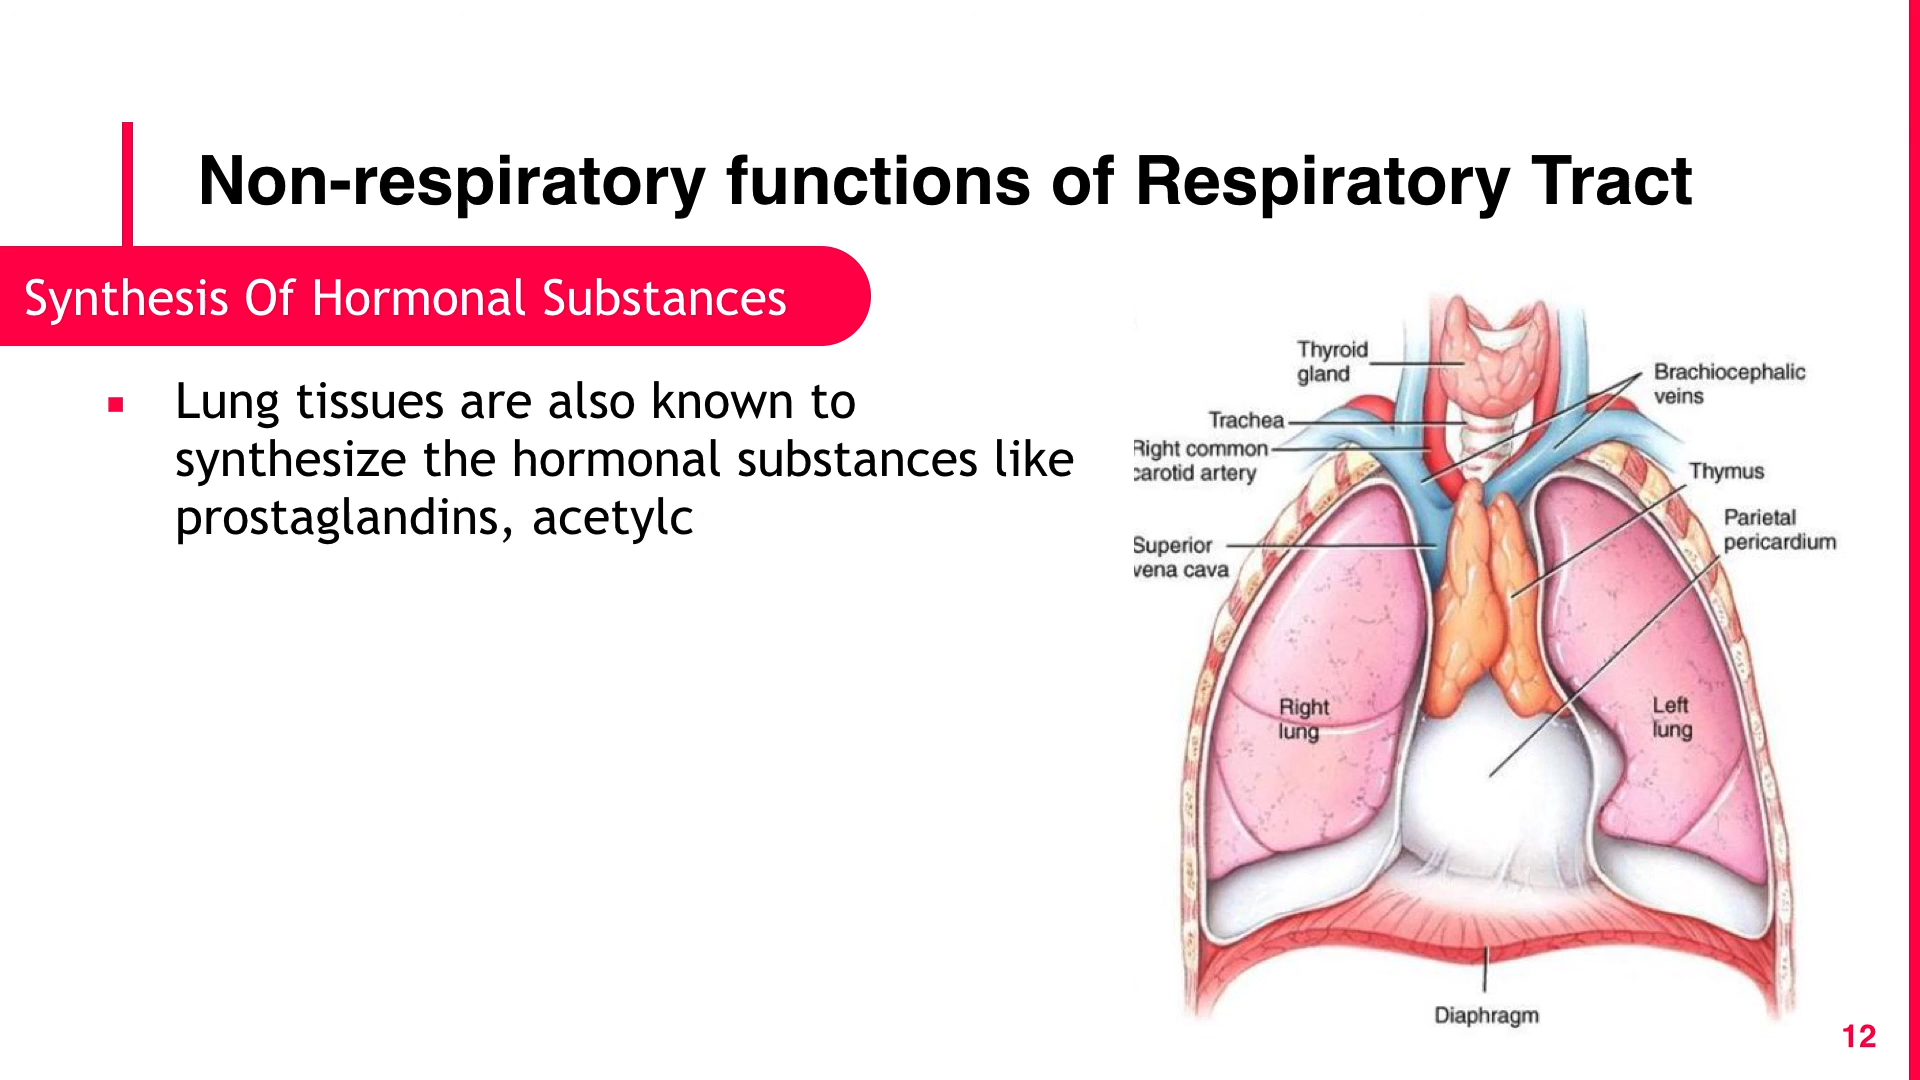 Non-respiratory functions of Respiratory Tract
Synthesis Of Hormonal Substances
▪ Lung tissues are also known to
synthesize the hormonal substances like
prostaglandins, acetylc
Thyroid
gland
Brachiocephalic
veins
Trachea
Right common
carotid artery
Thymus
Parietal
pericardium
Superior
vena cava
Right
lung
Left
lung
Diaphragm
12